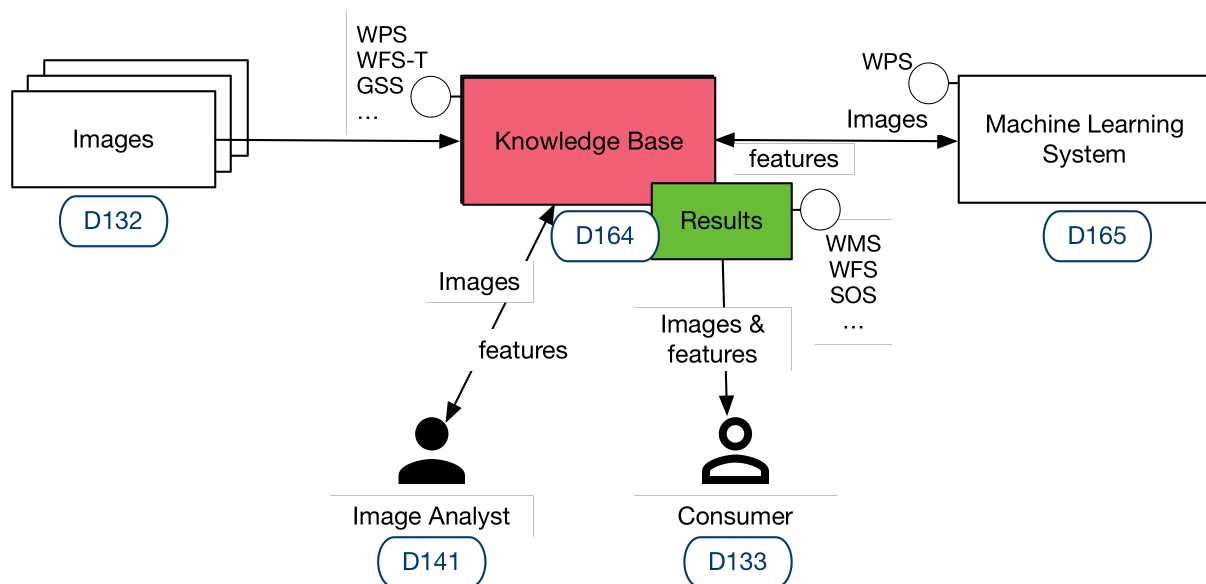 WPS
WFS-T
GSS
...
Images
D132
Knowledge Base
WPS
Images
features
Machine Learning
System
D165
D164
Results
WMS
WFS
SOS
...
Images
features
Images &
features
Image Analyst
D141
Consumer
D133